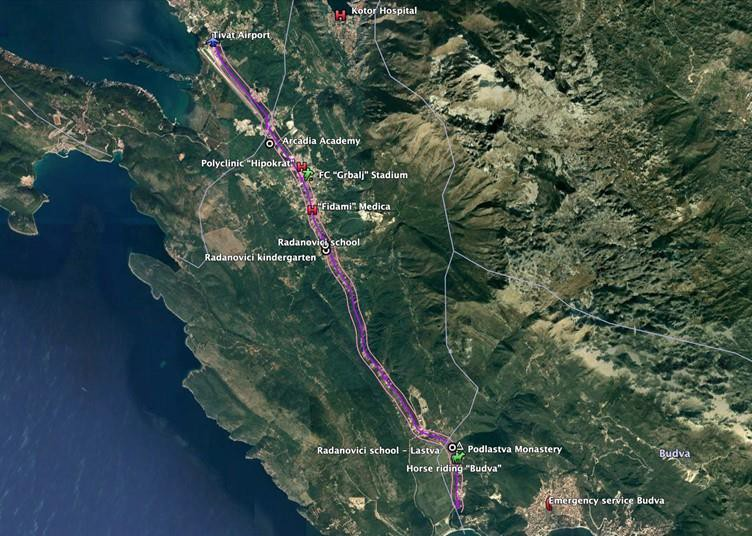 Kotor Hospital
Tivat Airport
Arcadia Academy
Polyclinic "Hipokrat"
FC "Grbalj" Stadium
"Fidami" Medica
Radanovici school
Radanovici kindergarten
Radanovici school - Lastva
Podlastva Monastery
Budva
Horse riding "Budva"
Emergency service Budva